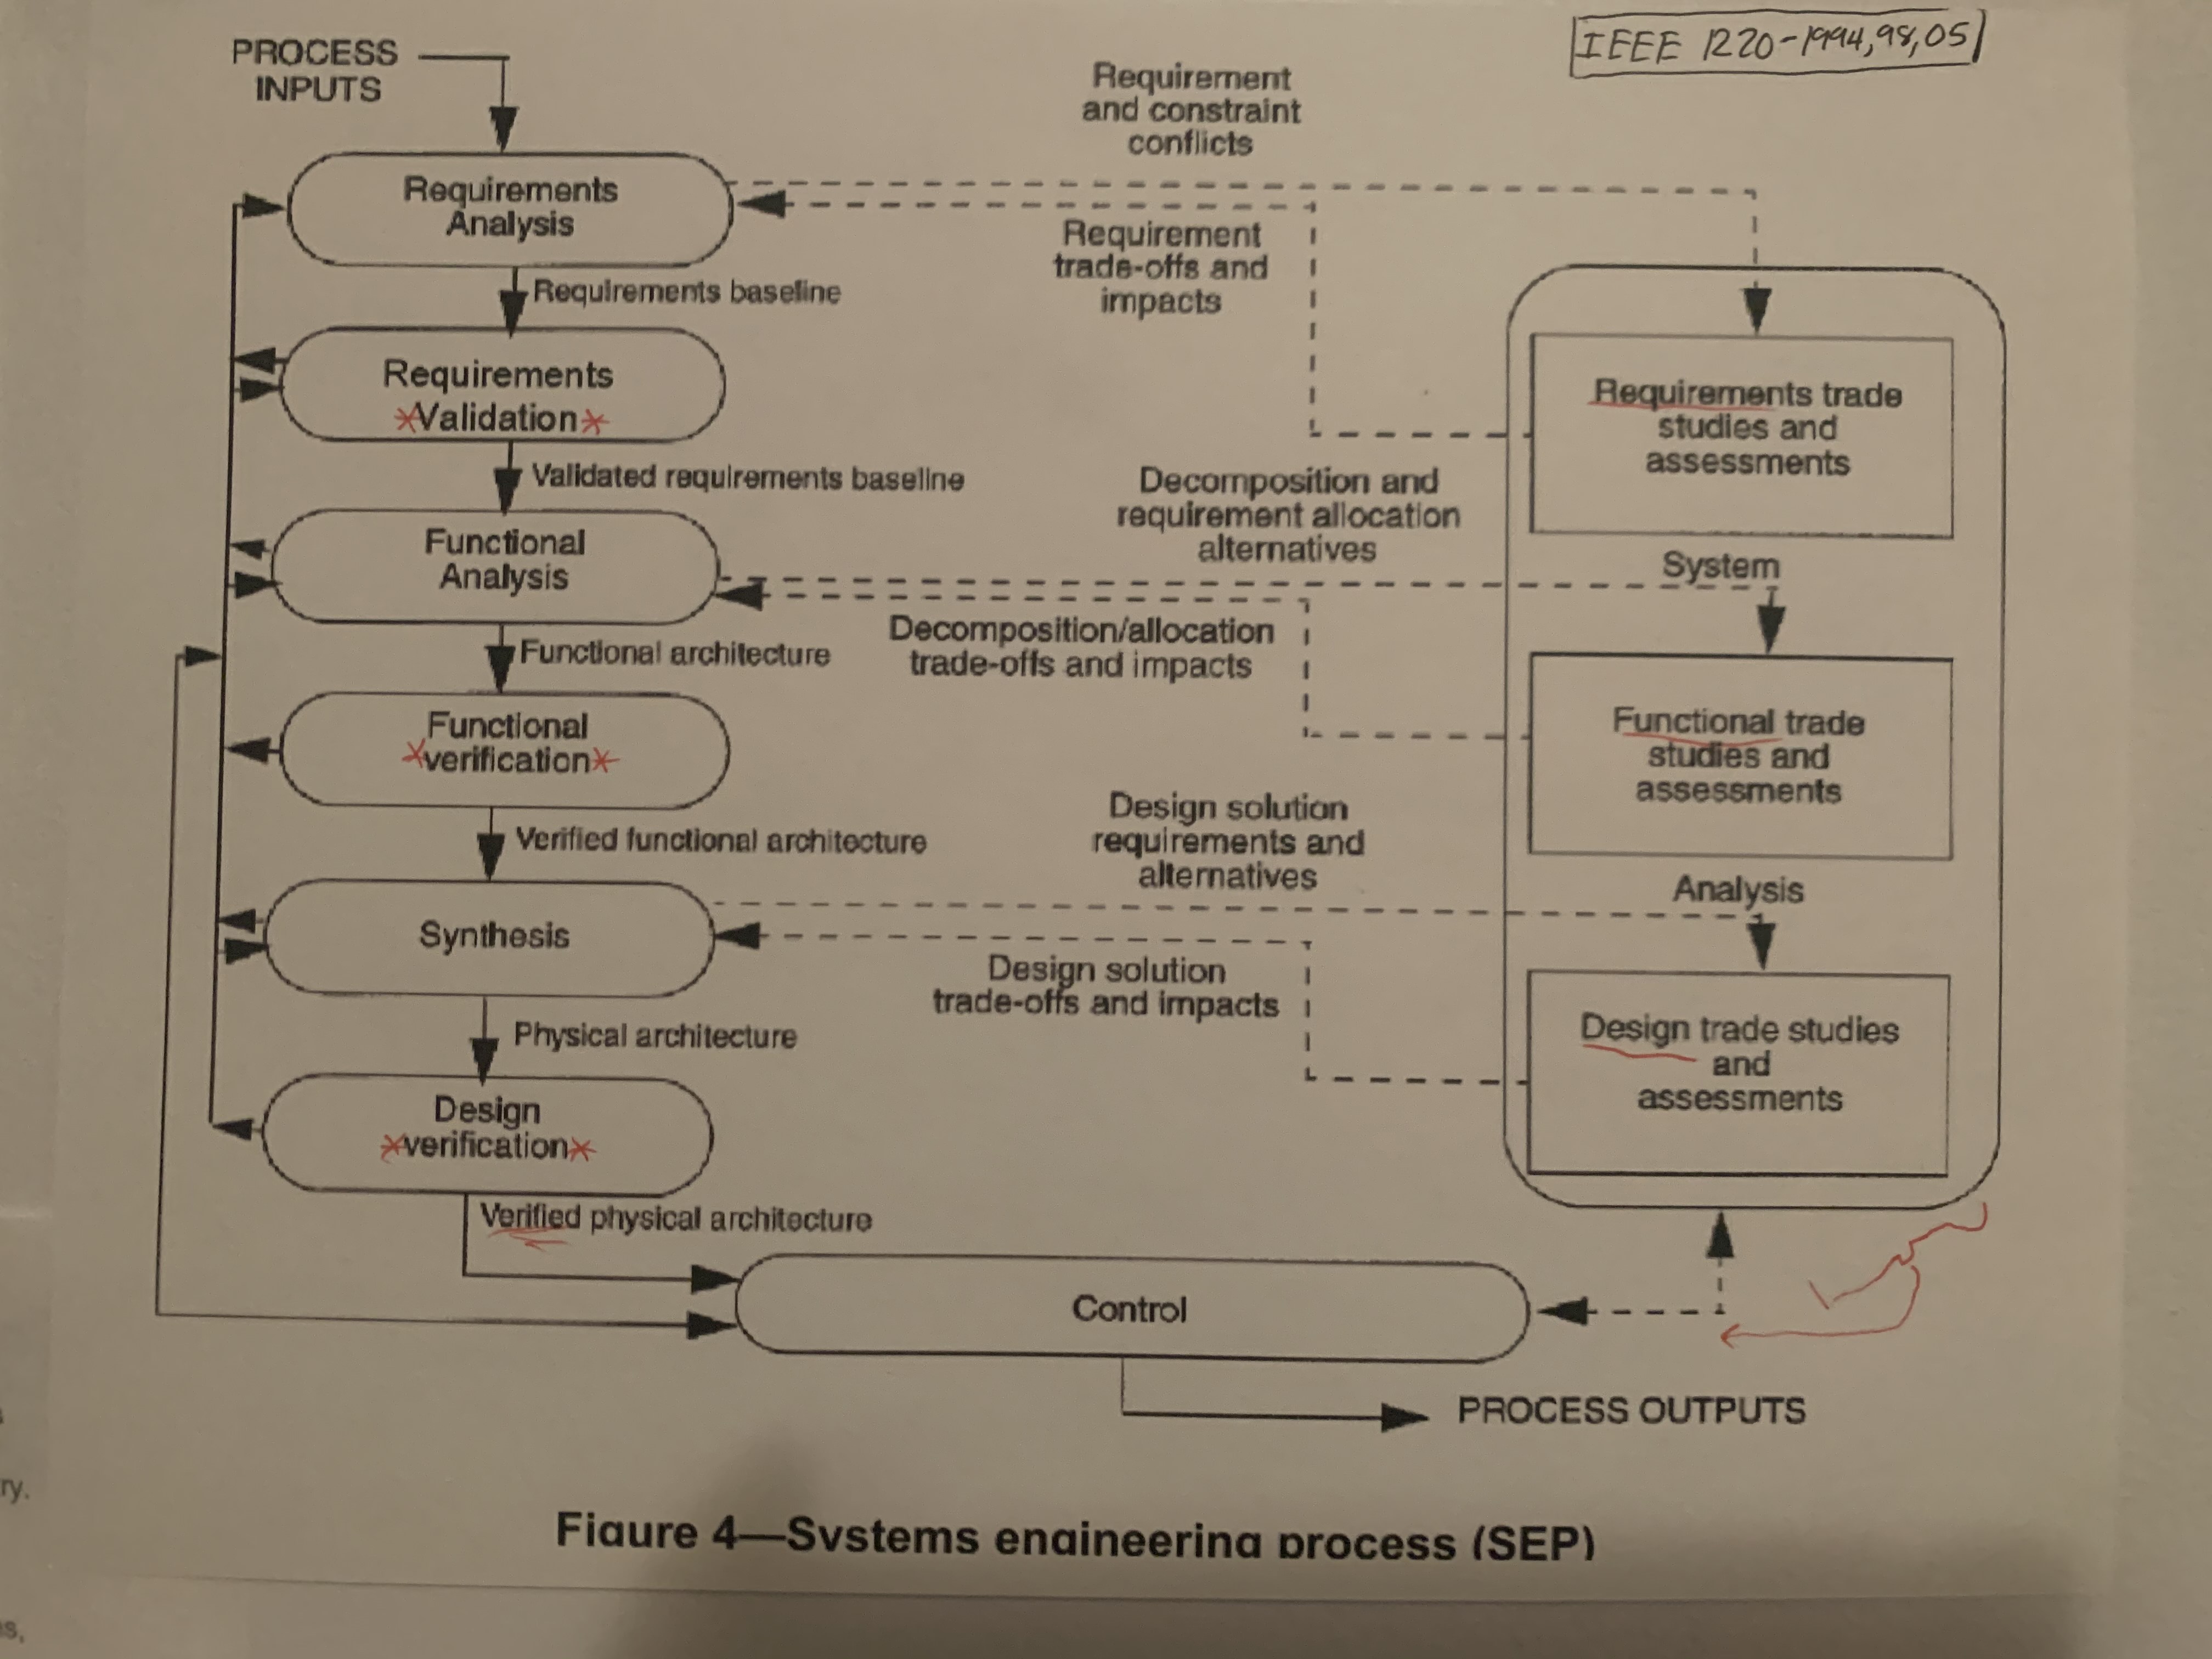 IEEE 1220-1994,98,05
PROCESS
INPUTS
Requirement
and constraint
conflicts
Requirements
Analysis
Requirement
trade-offs and
impacts
Requirements baseline
Requirements
*Validation*
Requirements trade
studies and
assessments
Validated requirements baseline
Decomposition and
requirement allocation
alternatives
Functional
Analysis
System
Decomposition/allocation
trade-offs and impacts
Functional architecture
Functional
*verification*
Functional trade
studies and
assessments
Verified functional architecture
Design solution
requirements and
alternatives
Analysis
Synthesis
Design solution
trade-offs and impacts
Physical architecture
Design trade studies
and
assessments
Design
*verification*
Verified physical architecture
Control
PROCESS OUTPUTS
ry.
Figure 4—Systems engineering process (SEP)
s,